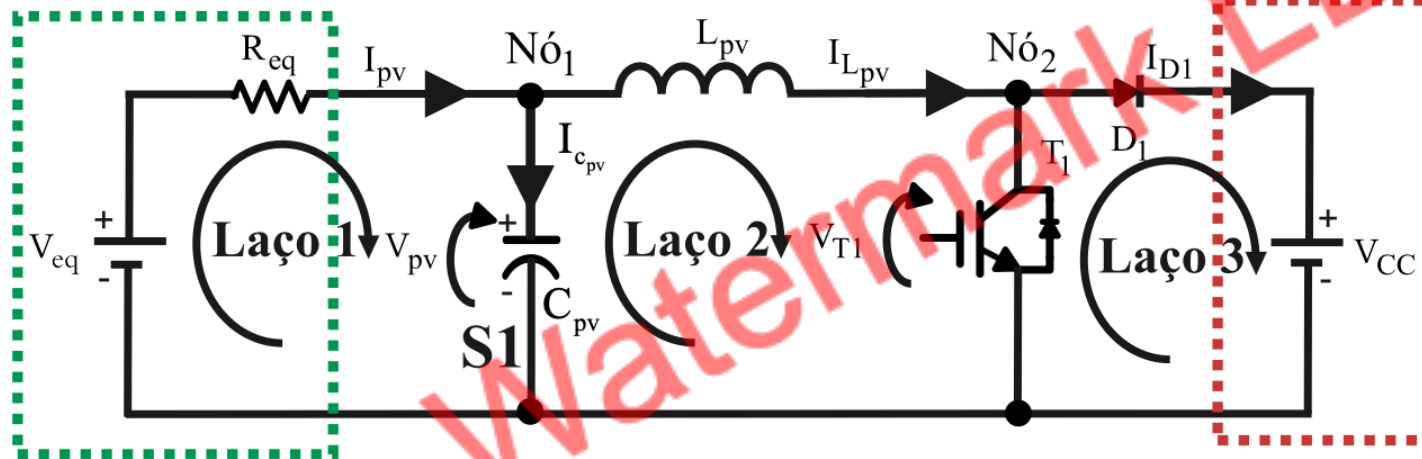 R_eq
I_pv
Nó_1
L_pv
I_L_pv
Nó_2
I_D1
I_c_pv
D_1
T_1
V_eq
+
-
Laço 1
V_pv
+
-
C_pv
S1
Laço 2
V_T1
Laço 3
+
-
V_CC
Watermark